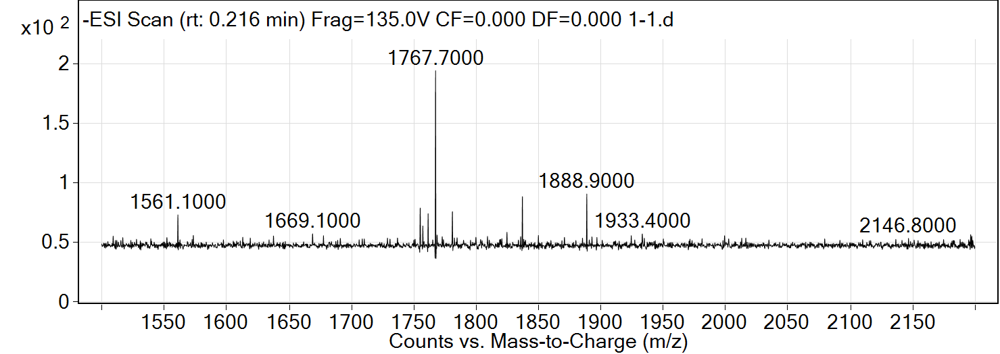 x10 2
-ESI Scan (rt: 0.216 min) Frag=135.0V CF=0.000 DF=0.000 1-1.d
1767.7000
2
1.5
1888.9000
1
1561.1000
1669.1000
1933.4000
2146.8000
0.5
0
1550 1600 1650 1700 1750 1800 1850 1900 1950 2000 2050 2100 2150
Counts vs. Mass-to-Charge (m/z)